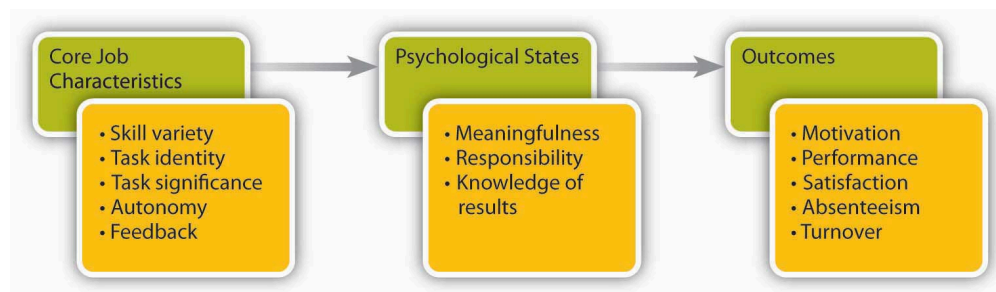 Core Job
Characteristics
• Skill variety
• Task identity
• Task significance
• Autonomy
• Feedback
Psychological States
• Meaningfulness
• Responsibility
• Knowledge of
results
Outcomes
• Motivation
• Performance
• Satisfaction
• Absenteeism
• Turnover